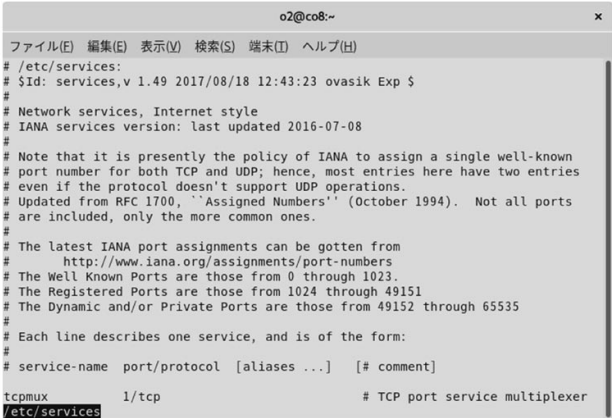 o2@co8:~ ×
ファイル(F) 編集(E) 表示(V) 検索(S) 端末(T) ヘルプ(H)
# /etc/services:
# $Id: services,v 1.49 2017/08/18 12:43:23 ovasik Exp $
#
# Network services, Internet style
# IANA services version: last updated 2016-07-08
#
# Note that it is presently the policy of IANA to assign a single well-known
# port number for both TCP and UDP; hence, most entries here have two entries
# even if the protocol doesn't support UDP operations.
# Updated from RFC 1700, ``Assigned Numbers'' (October 1994).  Not all ports
# are included, only the more common ones.
#
# The latest IANA port assignments can be gotten from
#       http://www.iana.org/assignments/port-numbers
# The Well Known Ports are those from 0 through 1023.
# The Registered Ports are those from 1024 through 49151
# The Dynamic and/or Private Ports are those from 49152 through 65535
#
# Each line describes one service, and is of the form:
#
# service-name  port/protocol  [aliases ...]   [# comment]
tcpmux          1/tcp                           # TCP port service multiplexer
/etc/services